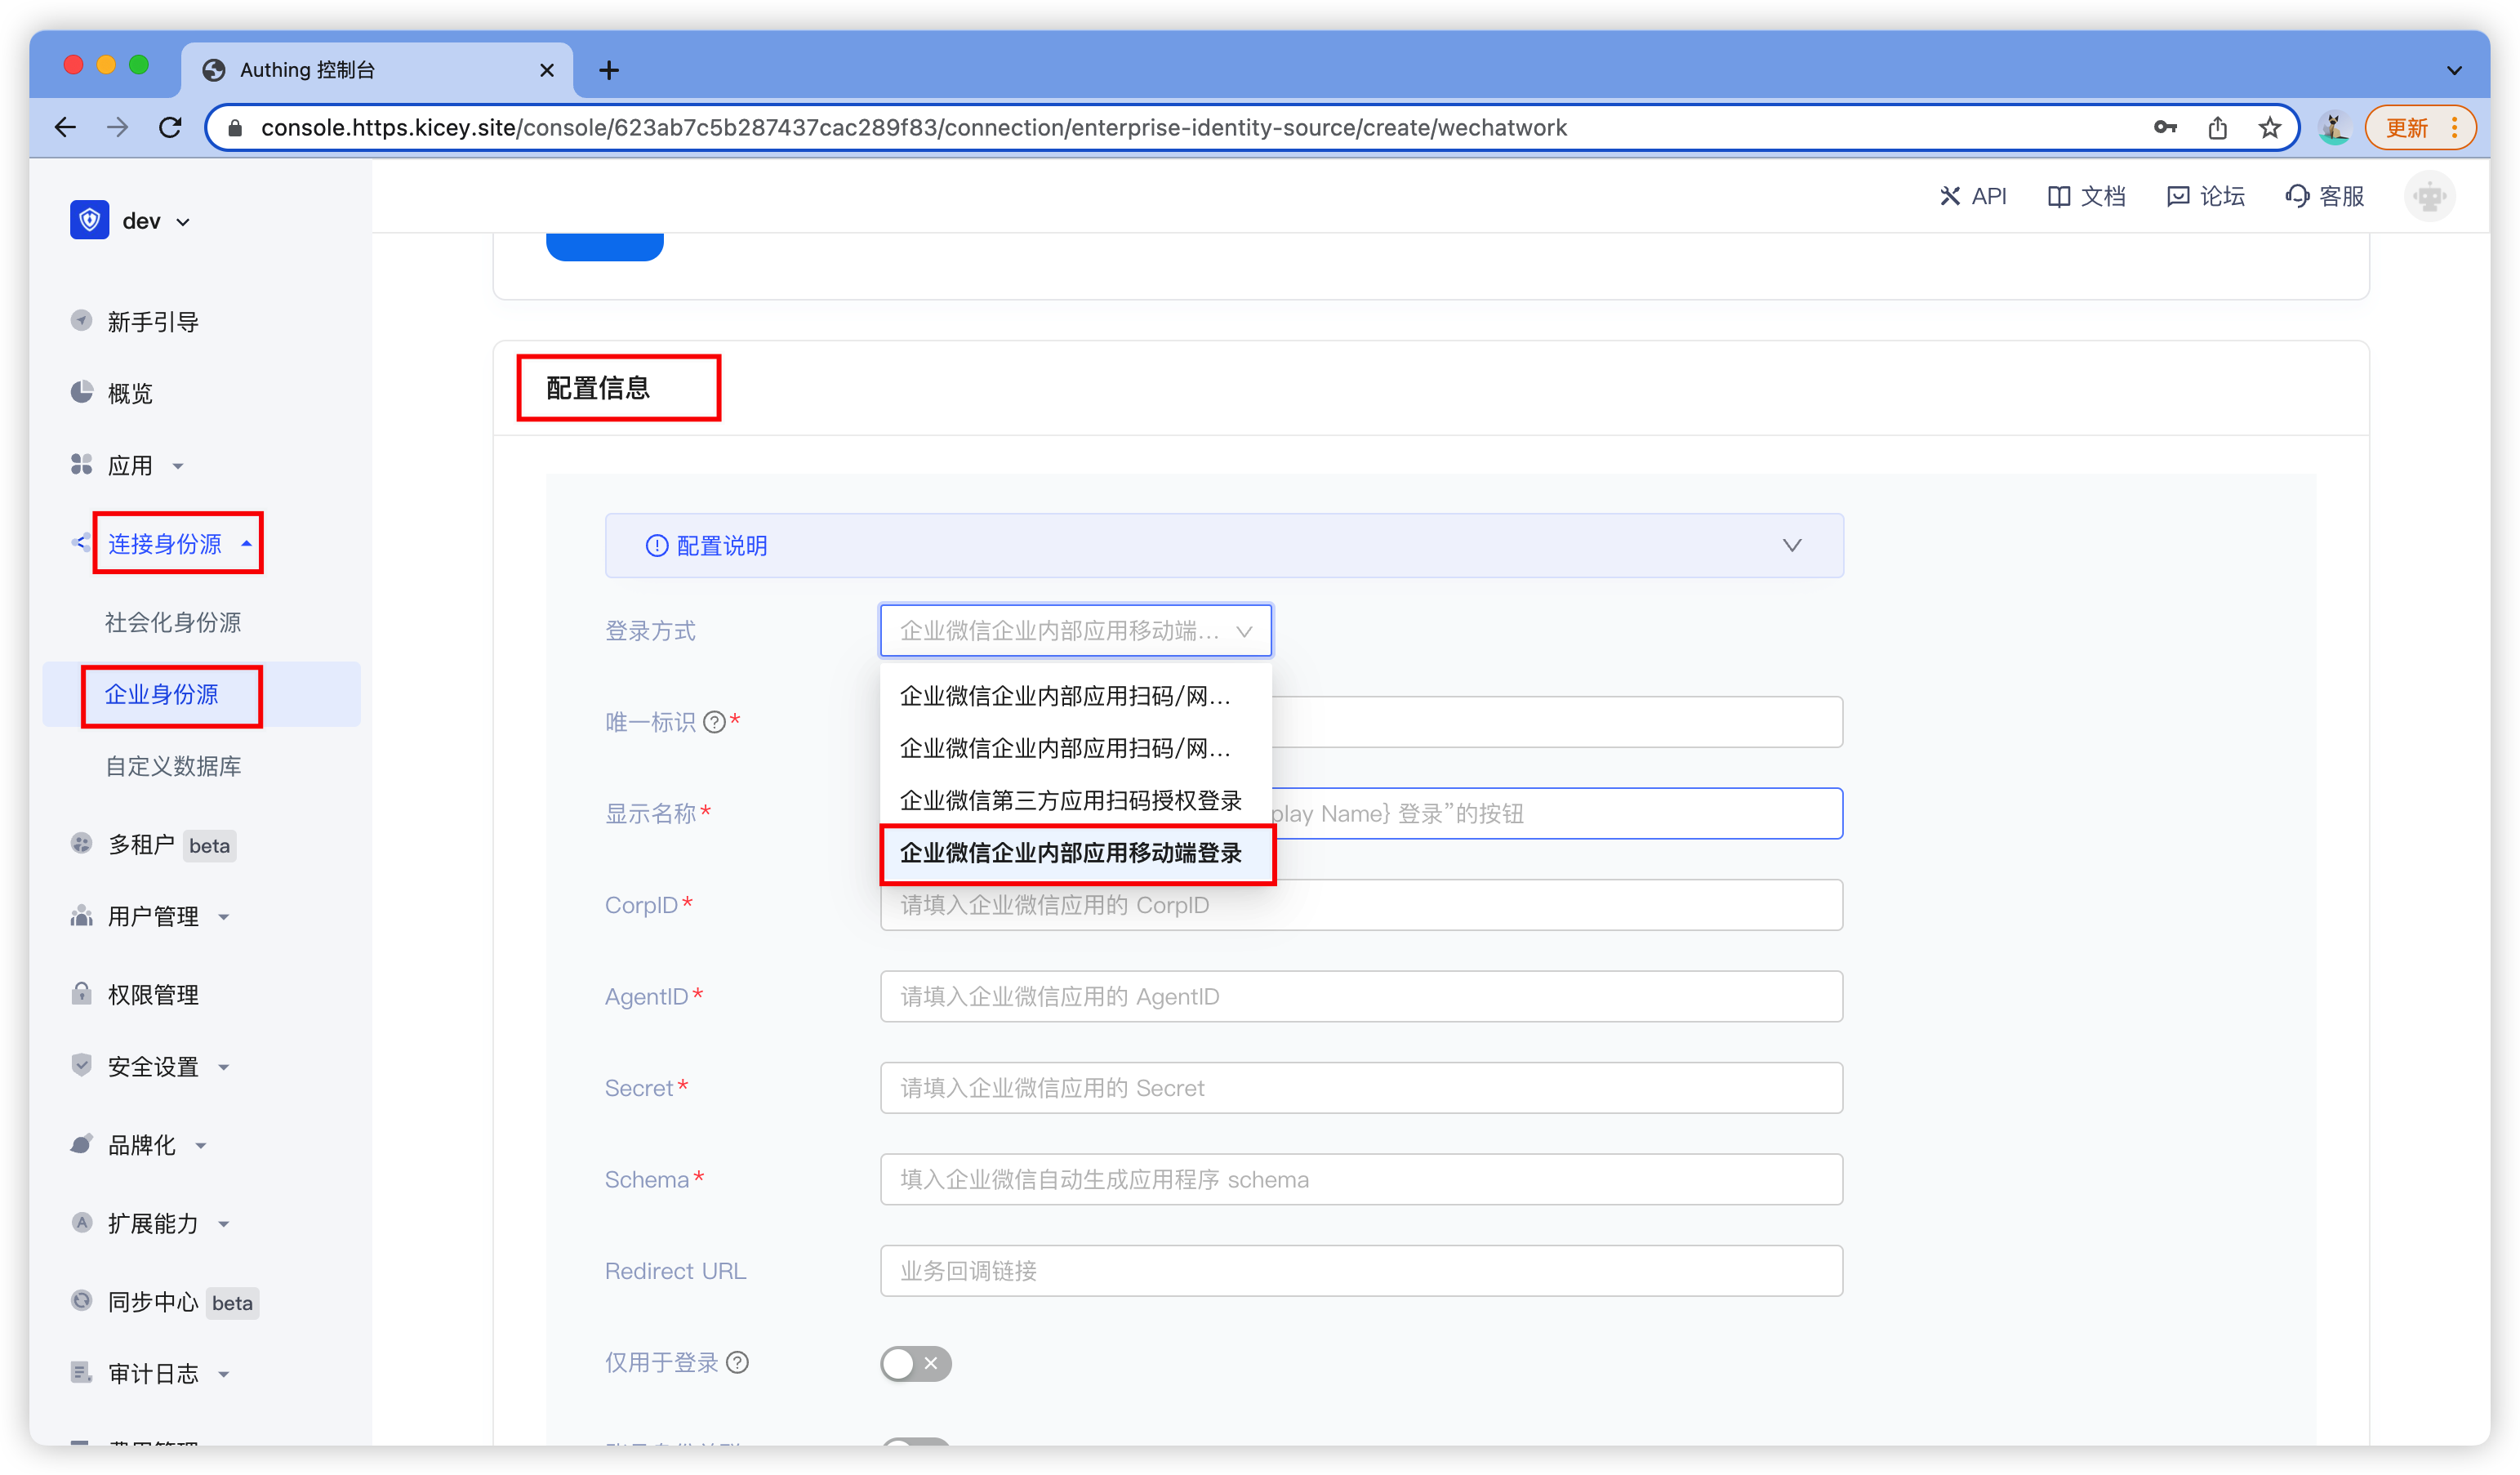 Authing 控制台
console.https.kicey.site/console/623ab7c5b287437cac289f83/connection/enterprise-identity-source/create/wechatwork
更新
dev
API
文档
论坛
客服
新手引导
概览
应用
连接身份源
社会化身份源
企业身份源
自定义数据库
多租户 beta
用户管理
权限管理
安全设置
品牌化
扩展能力
同步中心 beta
审计日志
配置信息
配置说明
登录方式
企业微信企业内部应用移动端...
企业微信企业内部应用扫码/网...
企业微信企业内部应用扫码/网...
企业微信第三方应用扫码授权登录
企业微信企业内部应用移动端登录
唯一标识 ? *
显示名称 *
play Name} 登录”的按钮
CorpID *
请填入企业微信应用的 CorpID
AgentID *
请填入企业微信应用的 AgentID
Secret *
请填入企业微信应用的 Secret
Schema *
填入企业微信自动生成应用程序 schema
Redirect URL
业务回调链接
仅用于登录 ?